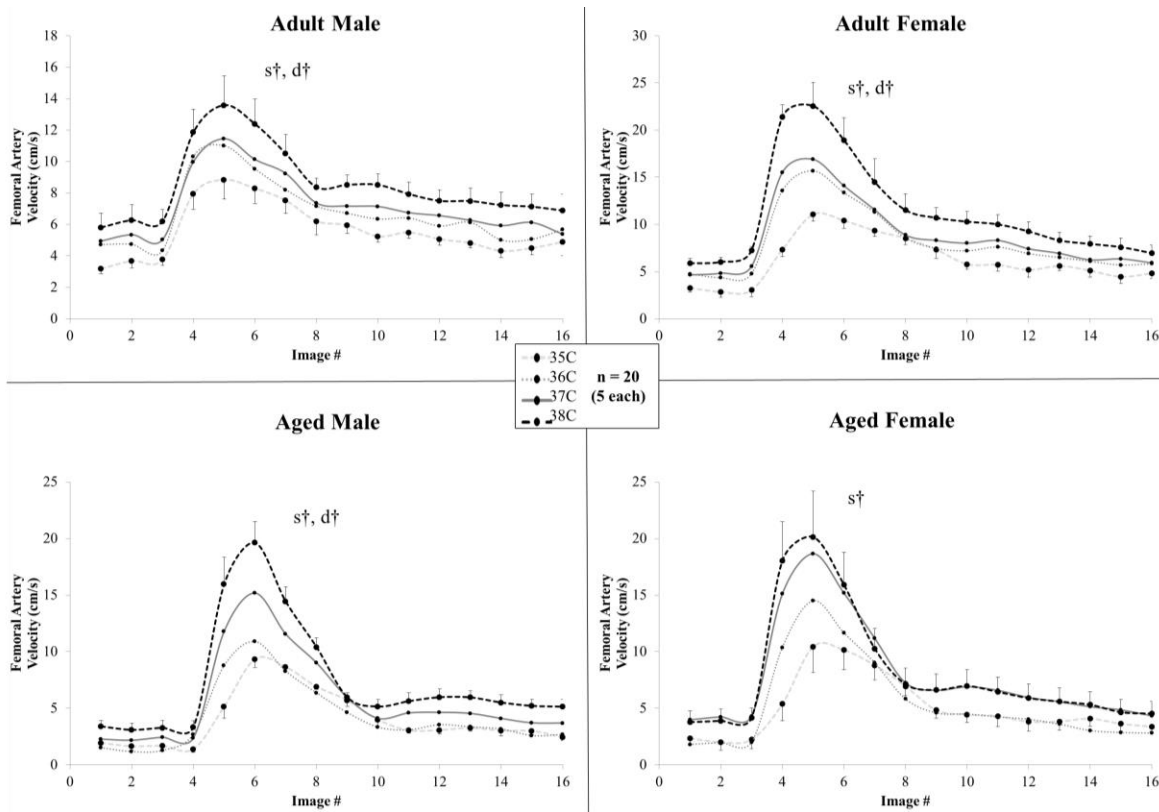 Adult Male
18
16
14
12
10
8
6
4
2
0
Femoral Artery
Velocity (cm/s)
s†, d†
0 2 4 6 8 10 12 14 16
Image #
Adult Female
30
25
20
15
10
5
0
Femoral Artery
Velocity (cm/s)
s†, d†
0 2 4 6 8 10 12 14 16
Image #
35C
36C n = 20
37C (5 each)
38C
Aged Male
25
20
15
10
5
0
Femoral Artery
Velocity (cm/s)
s†, d†
0 2 4 6 8 10 12 14 16
Image #
Aged Female
25
20
15
10
5
0
Femoral Artery
Velocity (cm/s)
s†
0 2 4 6 8 10 12 14 16
Image #